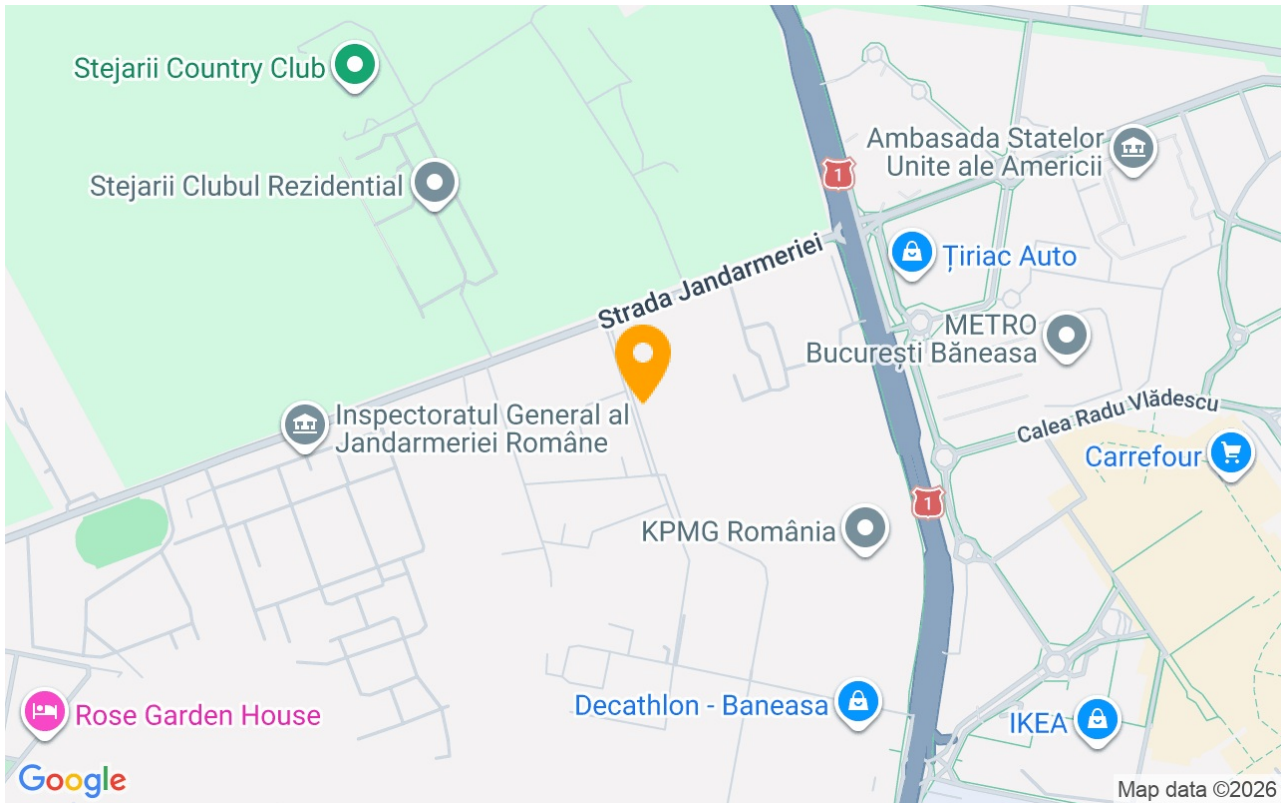 Stejarii Country Club
Ambasada Statelor
Unite ale Americii
1
Stejarii Clubul Rezidential
Strada Jandarmeriei
Țiriac Auto
METRO
București Băneasa
Calea Radu Vlădescu
Inspectoratul General al
Jandarmeriei Române
Carrefour
1
KPMG România
Decathlon - Baneasa
Rose Garden House
IKEA
Google
Map data ©2026